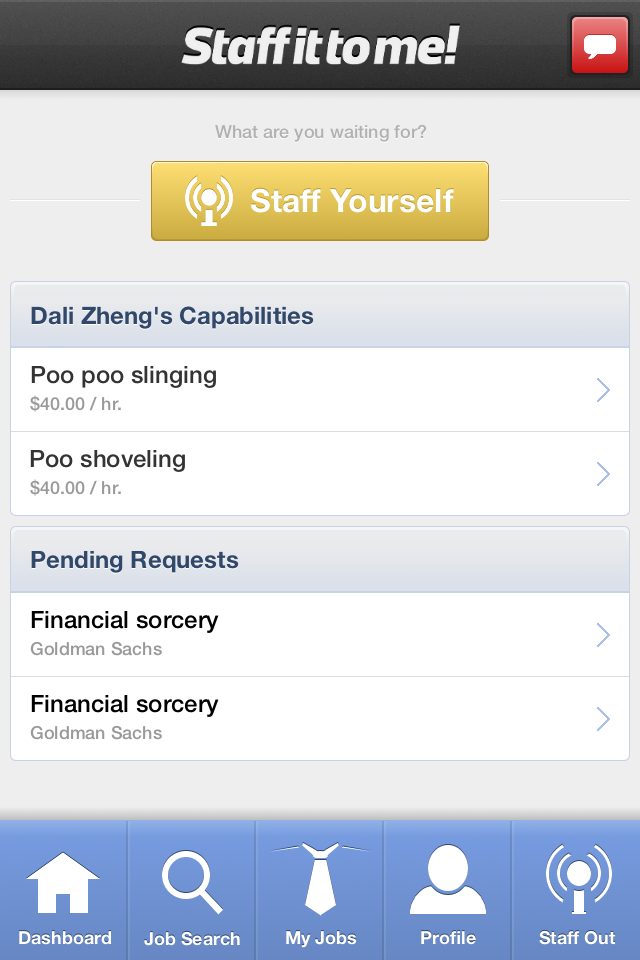 Staff it to me!
What are you waiting for?
Staff Yourself
Dali Zheng's Capabilities
Poo poo slinging
$40.00 / hr.
Poo shoveling
$40.00 / hr.
Pending Requests
Financial sorcery
Goldman Sachs
Financial sorcery
Goldman Sachs
Dashboard
Job Search
My Jobs
Profile
Staff Out